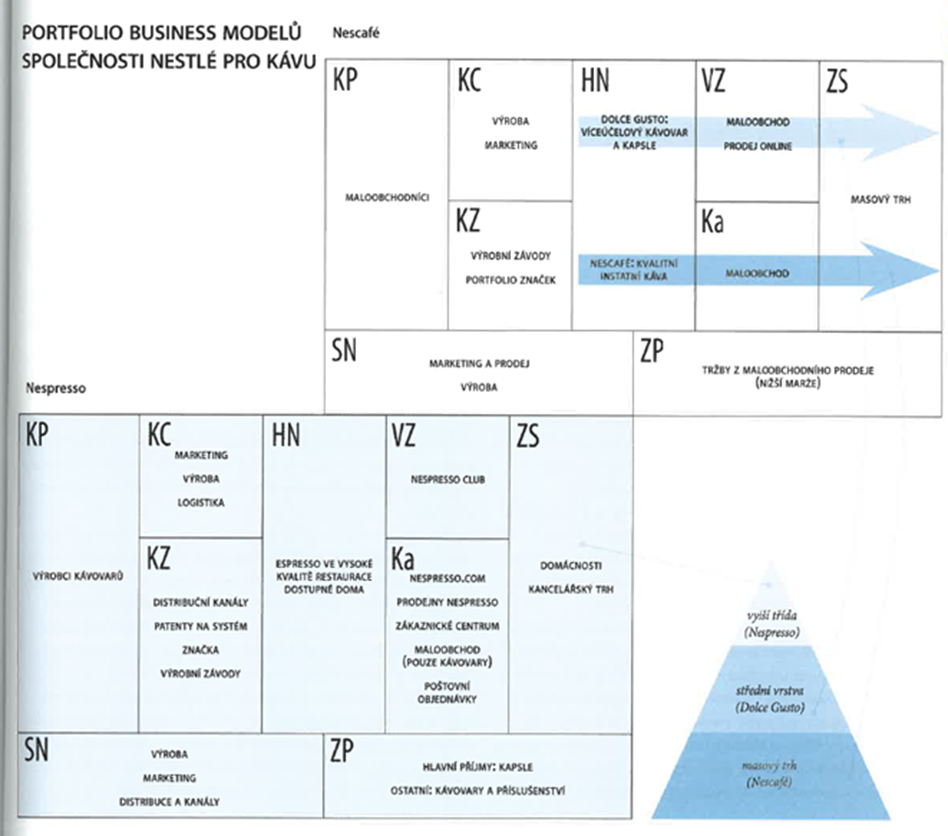 PORTFOLIO BUSINESS MODELŮ
SPOLEČNOSTI NESTLÉ PRO KÁVU
Nescafé
KP
MALOOBCHODNÍCI
KC
VÝROBA
MARKETING
KZ
VÝROBNÍ ZÁVODY
PORTFOLIO ZNAČEK
HN
DOLCE GUSTO:
VÍCEÚČELOVÝ KÁVOVAR
A KAPSLE
NESCAFÉ: KVALITNÍ
INSTATNÍ KÁVA
VZ
MALOOBCHOD
PRODEJ ONLINE
Ka
MALOOBCHOD
ZS
MASOVÝ TRH
SN
MARKETING A PRODEJ
VÝROBA
ZP
TRŽBY Z MALOOBCHODNÍHO PRODEJE
(NIŽŠÍ MARŽE)
Nespresso
KP
VÝROBCI KÁVOVARŮ
KC
MARKETING
VÝROBA
LOGISTIKA
KZ
DISTRIBUČNÍ KANÁLY
PATENTY NA SYSTÉM
ZNAČKA
VÝROBNÍ ZÁVODY
HN
ESPRESSO VE VYSOKÉ
KVALITĚ RESTAURACE
DOSTUPNÉ DOMA
VZ
NESPRESSO CLUB
Ka
NESPRESSO.COM
PRODEJNY NESPRESSO
ZÁKAZNICKÉ CENTRUM
MALOOBCHOD
(POUZE KÁVOVARY)
POŠTOVNÍ
OBJEDNÁVKY
ZS
DOMÁCNOSTI
KANCELÁŘSKÝ TRH
SN
VÝROBA
MARKETING
DISTRIBUCE A KANÁLY
ZP
HLAVNÍ PŘÍJMY: KAPSLE
OSTATNÍ: KÁVOVARY A PŘÍSLUŠENSTVÍ
vyšší třída
(Nespresso)
střední vrstva
(Dolce Gusto)
masový trh
(Nescafé)